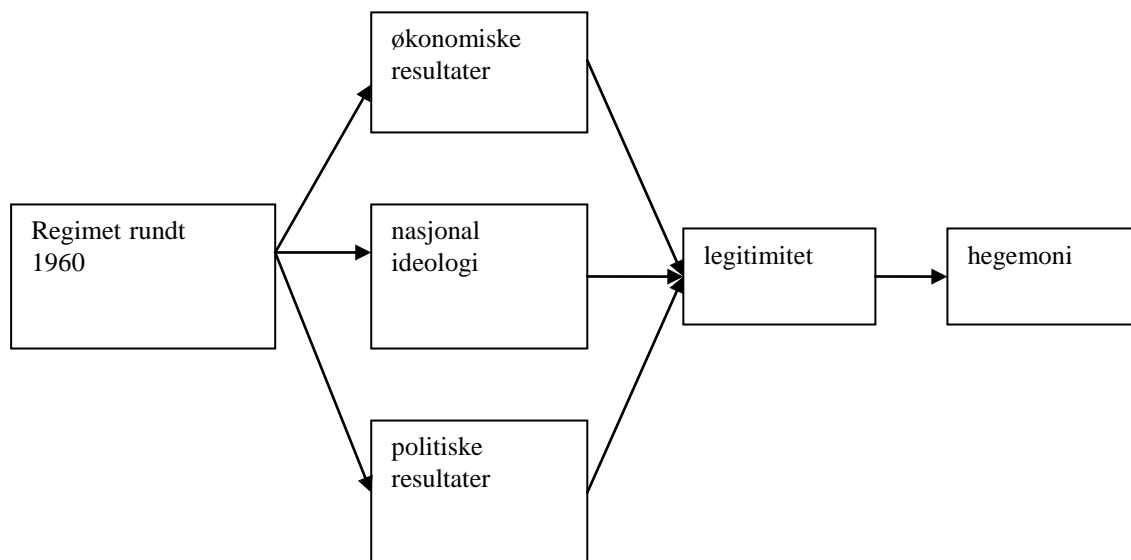 økonomiske
resultater
Regimet rundt
1960
nasjonal
ideologi
legitimitet
hegemoni
politiske
resultater